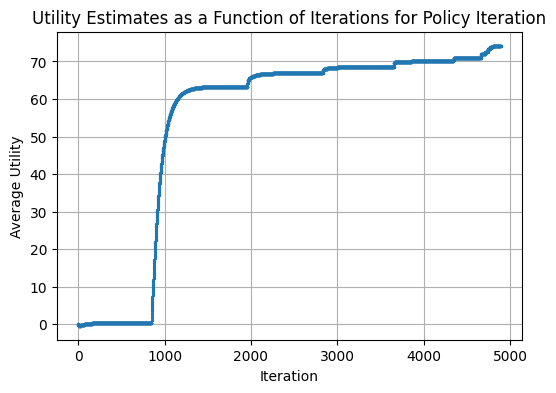 Utility Estimates as a Function of Iterations for Policy Iteration
Average Utility
70
60
50
40
30
20
10
0
0 1000 2000 3000 4000 5000
Iteration